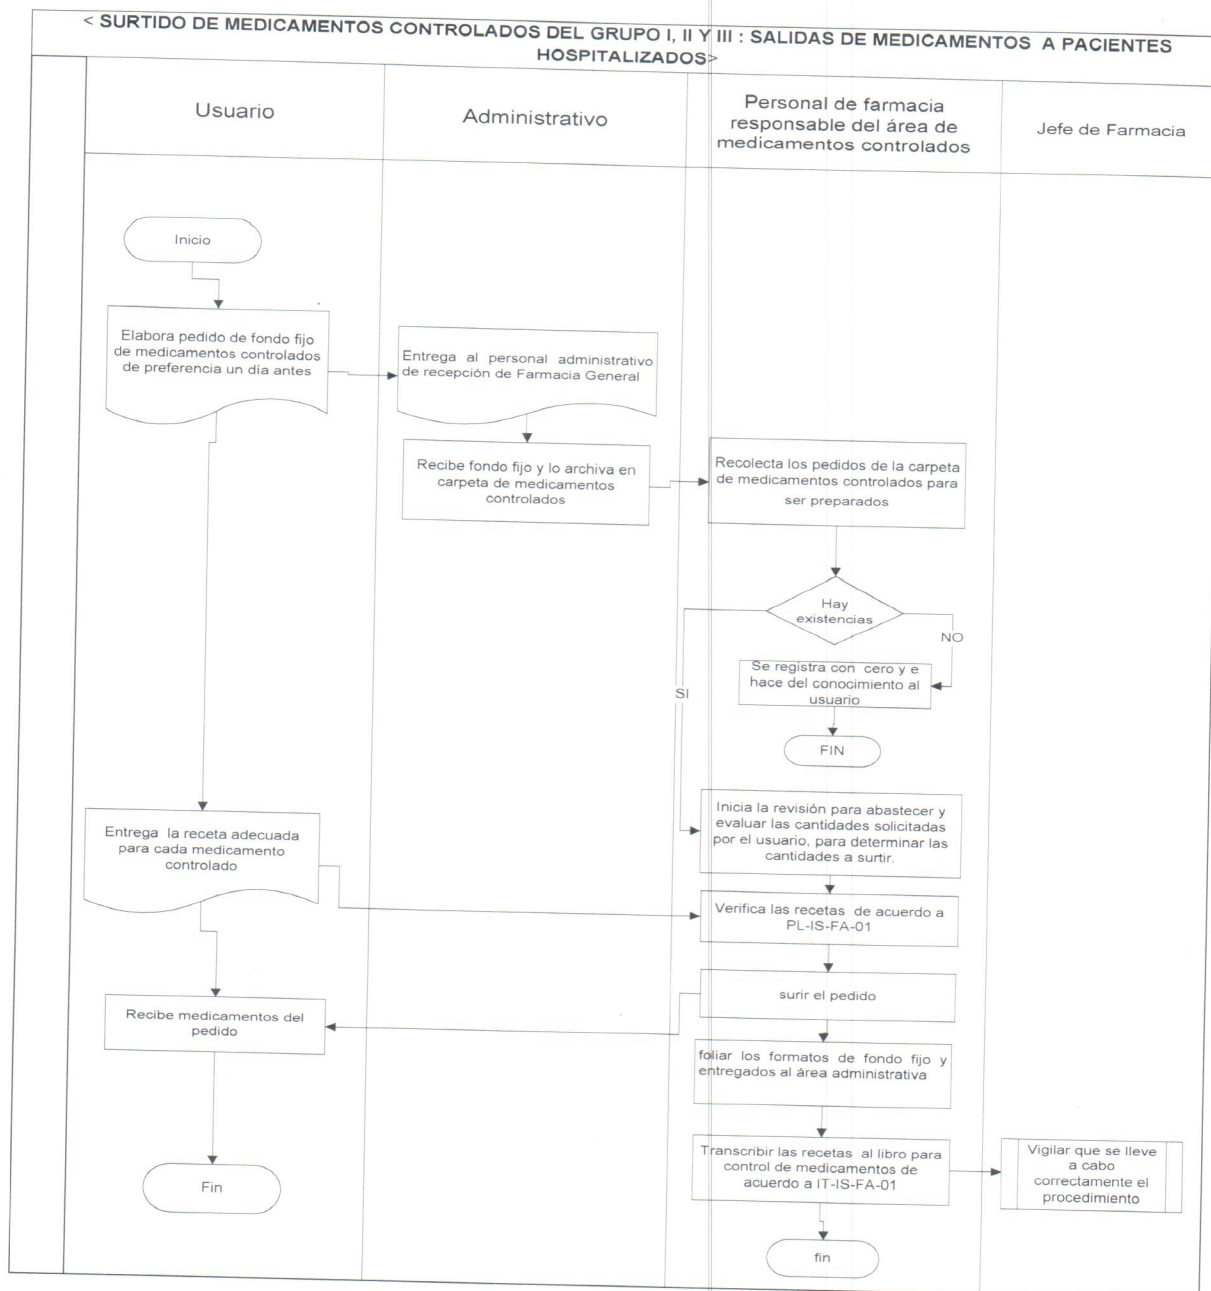 < SURTIDO DE MEDICAMENTOS CONTROLADOS DEL GRUPO I, II Y III : SALIDAS DE MEDICAMENTOS A PACIENTES
HOSPITALIZADOS>
Usuario
Administrativo
Personal de farmacia
responsable del área de
medicamentos controlados
Jefe de Farmacia
Inicio
Elabora pedido de fondo fijo
de medicamentos controlados
de preferencia un día antes
Entrega al personal administrativo
de recepción de Farmacia General
Recibe fondo fijo y lo archiva en
carpeta de medicamentos
controlados
Recolecta los pedidos de la carpeta
de medicamentos controlados para
ser preparados
Hay
existencias
NO
Se registra con cero y e
hace del conocimiento al
usuario
SI
FIN
Inicia la revisión para abastecer y
evaluar las cantidades solicitadas
por el usuario, para determinar las
cantidades a surtir.
Entrega la receta adecuada
para cada medicamento
controlado
Verifica las recetas de acuerdo a
PL-IS-FA-01
surir el pedido
Recibe medicamentos del
pedido
foliar los formatos de fondo fijo y
entregados al área administrativa
Transcribir las recetas al libro para
control de medicamentos de
acuerdo a IT-IS-FA-01
Vigilar que se lleve
a cabo
correctamente el
procedimiento
Fin
fin